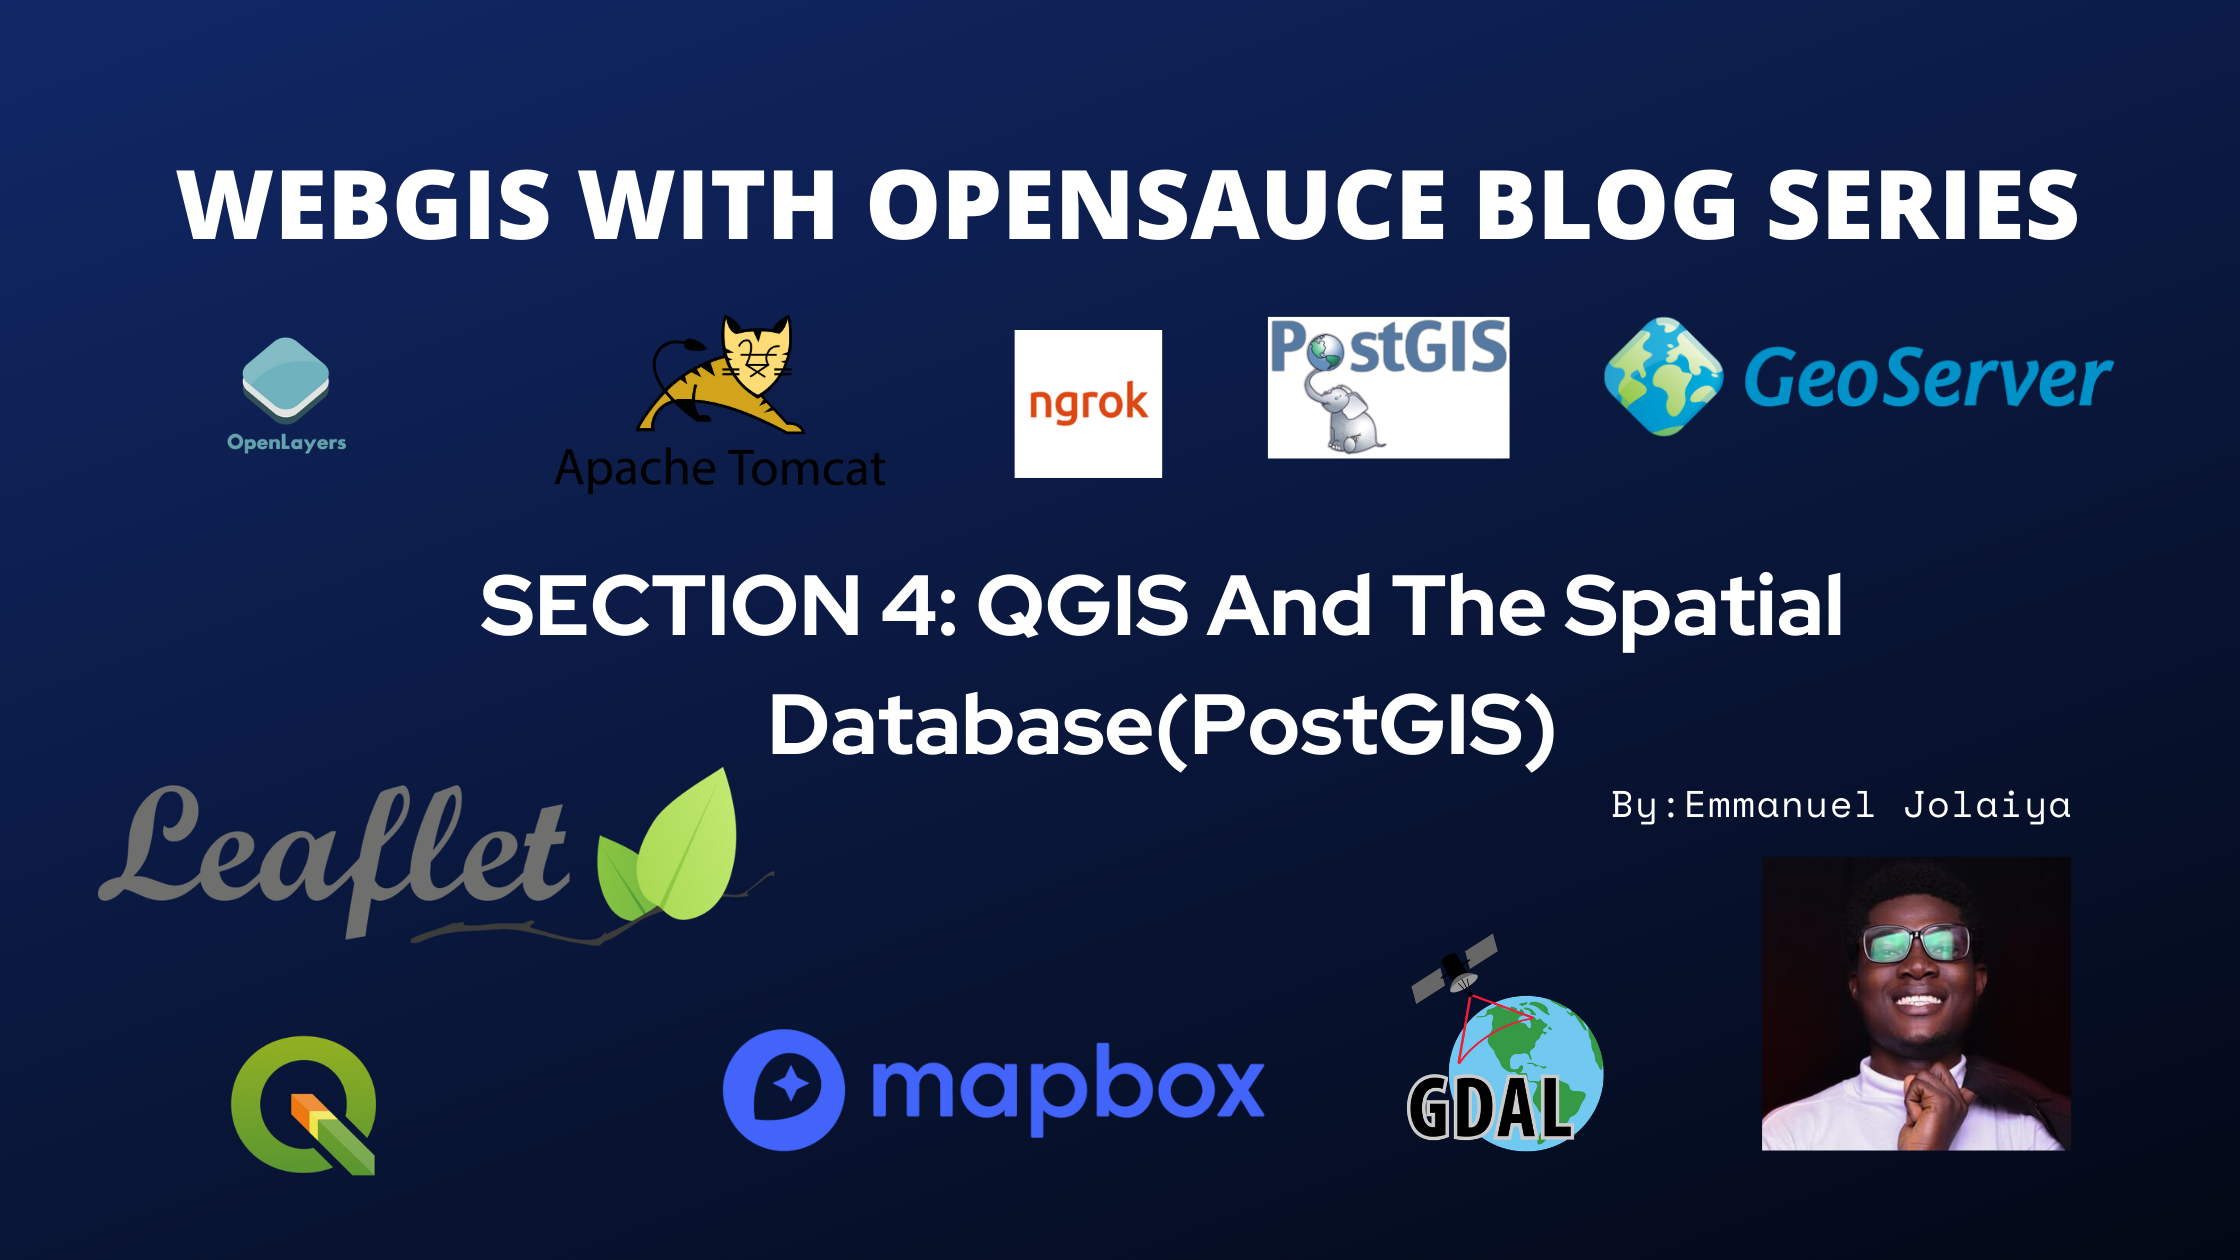 WEBGIS WITH OPENSAUCE BLOG SERIES
OpenLayers
Apache Tomcat
ngrok
PostGIS
GeoServer
SECTION 4: QGIS And The Spatial
Database(PostGIS)
By:Emmanuel Jolaiya
Leaflet
mapbox
GDAL